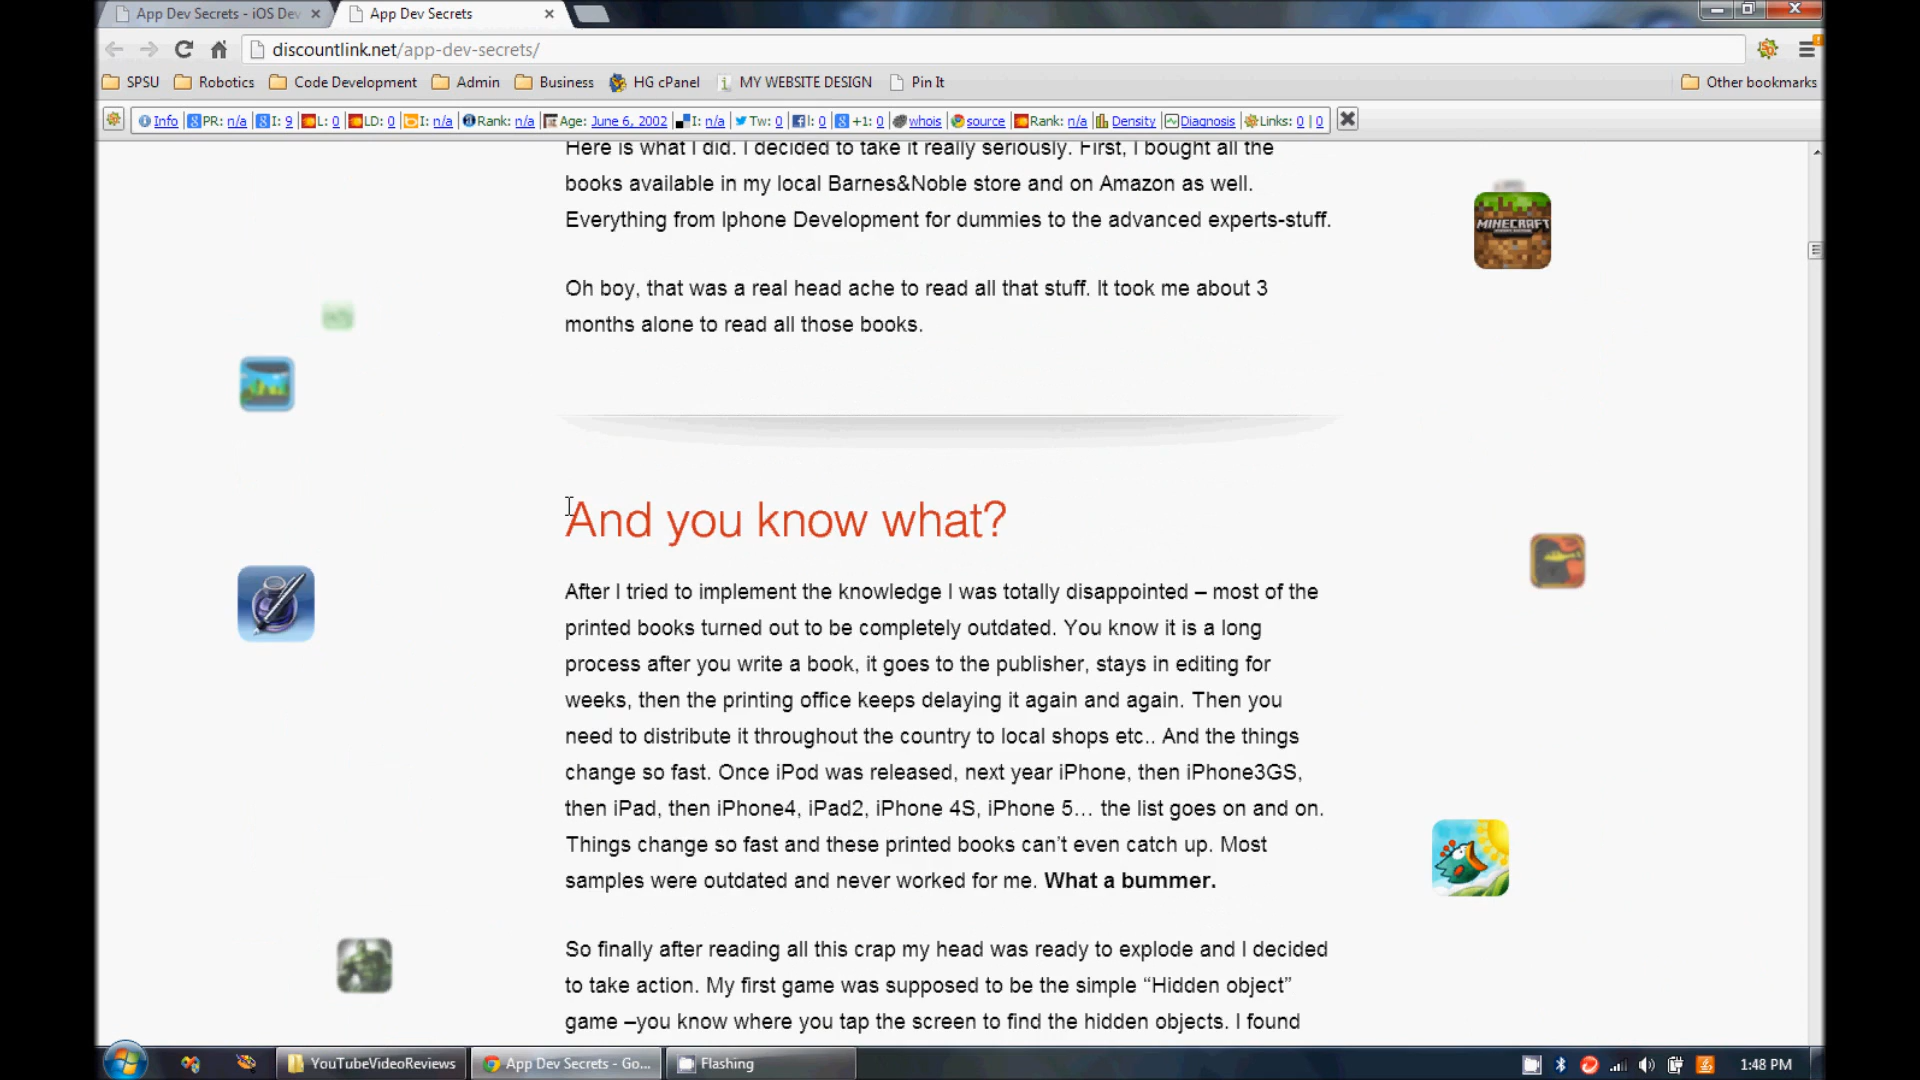 App Dev Secrets - iOS Dev
App Dev Secrets
discountlink.net/app-dev-secrets/
SPSU Robotics Code Development Admin Business HG cPanel MY WEBSITE DESIGN Pin It Other bookmarks
Info PR: n/a I: 9 L: 0 LD: 0 I: n/a Rank: n/a Age: June 6, 2002 I: n/a Tw: 0 l: 0 +1: 0 whois source Rank: n/a Density Diagnosis Links: 0 | 0
Here is what I did. I decided to take it really seriously. First, I bought all the
books available in my local Barnes&Noble store and on Amazon as well.
Everything from Iphone Development for dummies to the advanced experts-stuff.
MINECRAFT
Oh boy, that was a real head ache to read all that stuff. It took me about 3
months alone to read all those books.
And you know what?
After I tried to implement the knowledge I was totally disappointed – most of the
printed books turned out to be completely outdated. You know it is a long
process after you write a book, it goes to the publisher, stays in editing for
weeks, then the printing office keeps delaying it again and again. Then you
need to distribute it throughout the country to local shops etc.. And the things
change so fast. Once iPod was released, next year iPhone, then iPhone3GS,
then iPad, then iPhone4, iPad2, iPhone 4S, iPhone 5… the list goes on and on.
Things change so fast and these printed books can't even catch up. Most
samples were outdated and never worked for me. What a bummer.
So finally after reading all this crap my head was ready to explode and I decided
to take action. My first game was supposed to be the simple “Hidden object”
game –you know where you tap the screen to find the hidden objects. I found
YouTubeVideoReviews App Dev Secrets - Go... Flashing 1:48 PM